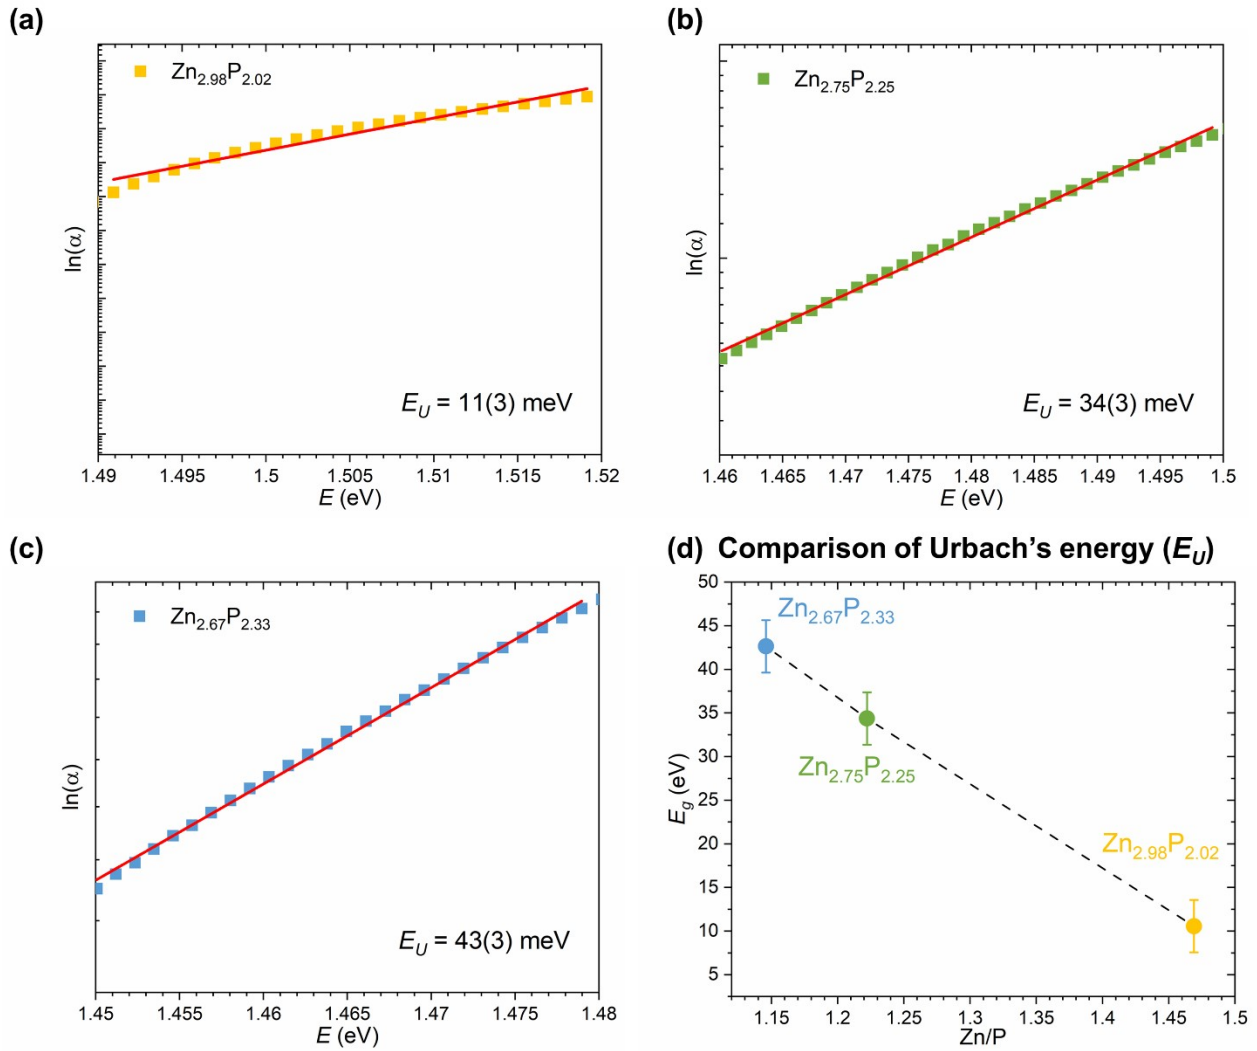 (a)
Zn2.98P2.02
ln(α)
EU = 11(3) meV
1.49 1.495 1.5 1.505 1.51 1.515 1.52
E (eV)
(b)
Zn2.75P2.25
ln(α)
EU = 34(3) meV
1.46 1.465 1.47 1.475 1.48 1.485 1.49 1.495 1.5
E (eV)
(c)
Zn2.67P2.33
ln(α)
EU = 43(3) meV
1.45 1.455 1.46 1.465 1.47 1.475 1.48
E (eV)
(d) Comparison of Urbach’s energy (EU)
50
45
40
35
30
25
20
15
10
5
Eg (eV)
Zn2.67P2.33
Zn2.75P2.25
Zn2.98P2.02
1.15 1.2 1.25 1.3 1.35 1.4 1.45 1.5
Zn/P